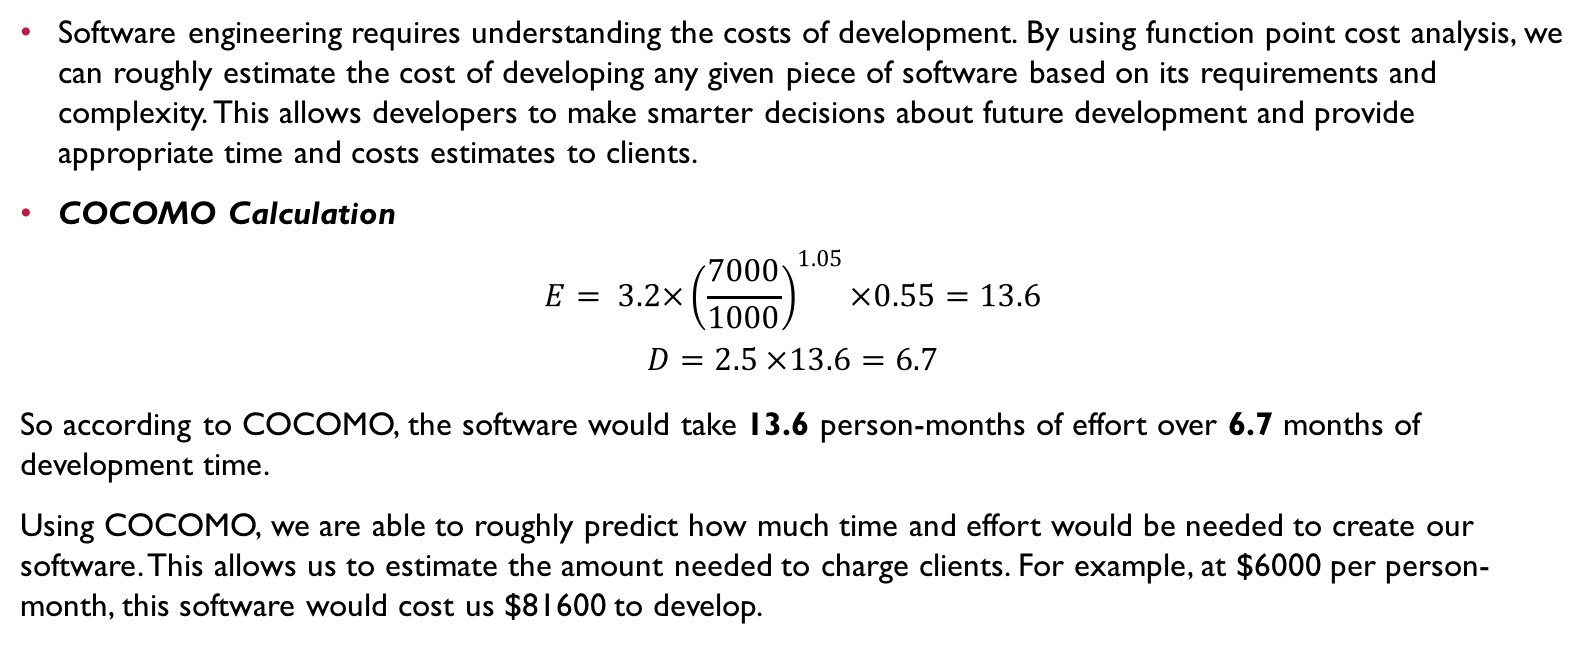 • Software engineering requires understanding the costs of development. By using function point cost analysis, we
can roughly estimate the cost of developing any given piece of software based on its requirements and
complexity. This allows developers to make smarter decisions about future development and provide
appropriate time and costs estimates to clients.
• COCOMO Calculation
E = 3.2×(7000/1000)^1.05 ×0.55 = 13.6
D = 2.5 ×13.6 = 6.7
So according to COCOMO, the software would take 13.6 person-months of effort over 6.7 months of
development time.
Using COCOMO, we are able to roughly predict how much time and effort would be needed to create our
software. This allows us to estimate the amount needed to charge clients. For example, at $6000 per person-
month, this software would cost us $81600 to develop.